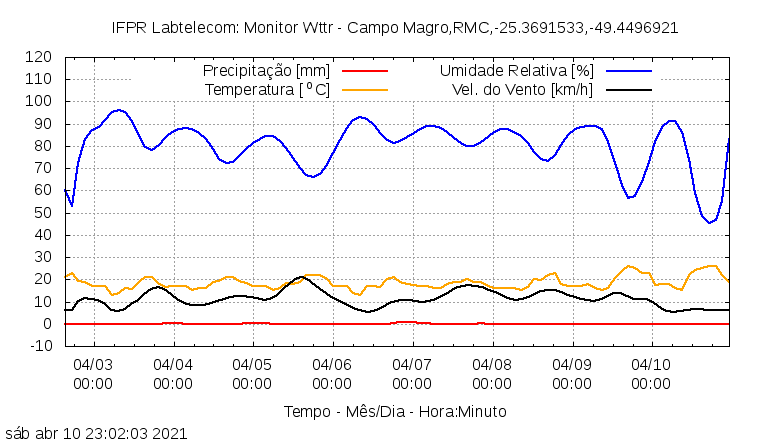 IFPR Labtelecom: Monitor Wttr - Campo Magro,RMC,-25.3691533,-49.4496921
Precipitação [mm]
Temperatura [ ⁰C]
Umidade Relativa [%]
Vel. do Vento [km/h]
120
110
100
90
80
70
60
50
40
30
20
10
0
-10
04/03 04/04 04/05 04/06 04/07 04/08 04/09 04/10
00:00 00:00 00:00 00:00 00:00 00:00 00:00 00:00
Tempo - Mês/Dia - Hora:Minuto
sáb abr 10 23:02:03 2021